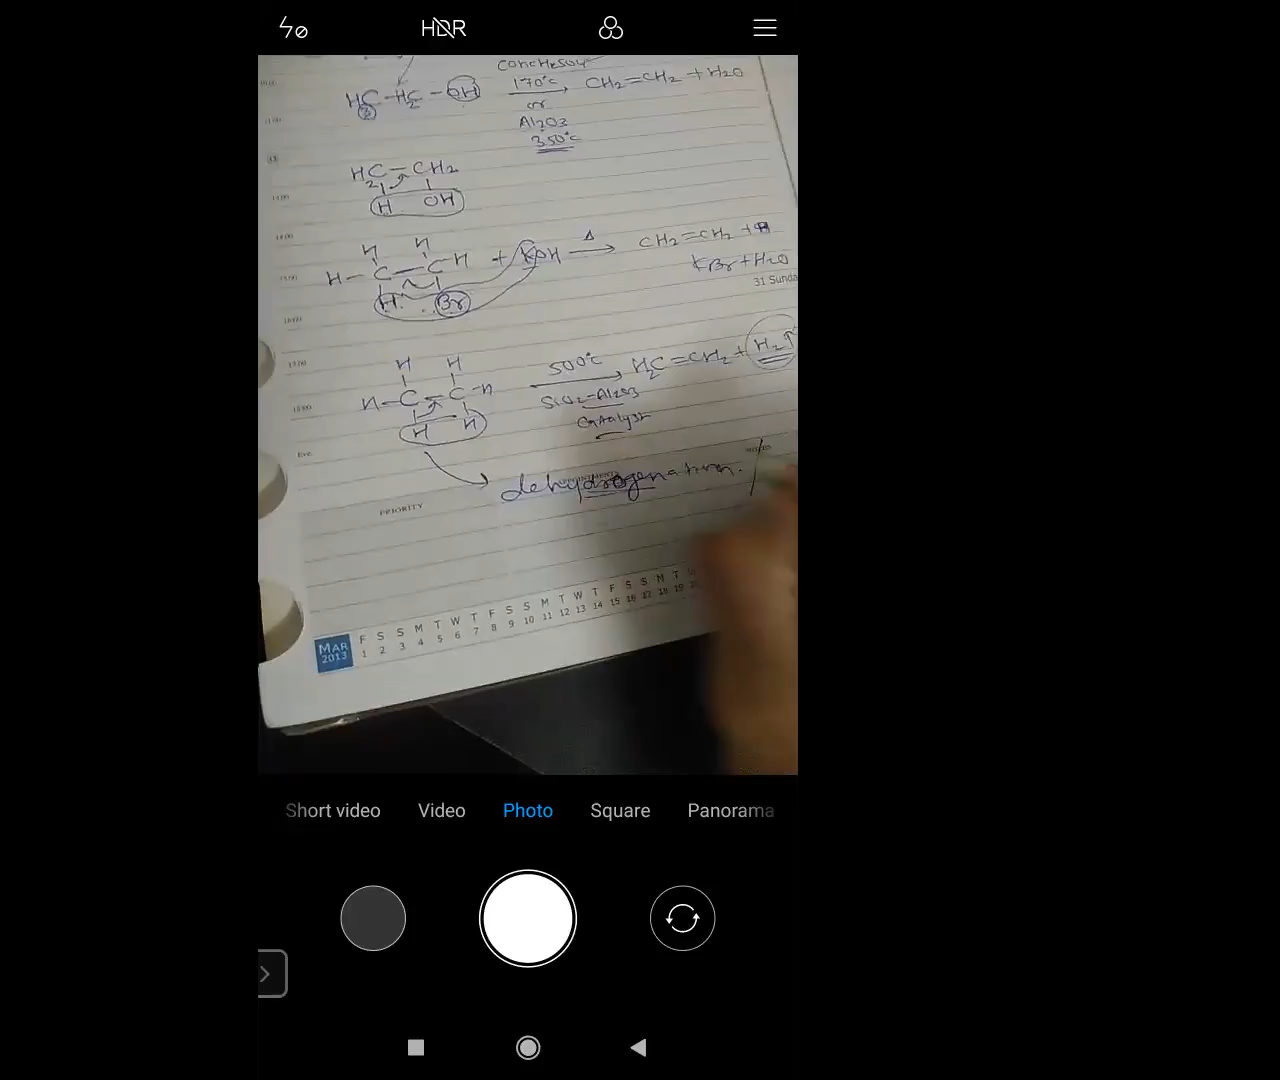 HDR
Conc H2SO4
H3C - H2C - OH 170°C CH2=CH2 + H2O
or
Al2O3
350°C
H2C - CH2
H OH
H H
H - C - C H + KOH Δ CH2=CH2 +
H Br
KBr + H2O
31 Sunda
H H
H - C - C - H 500°C H2C=CH2 + H2↑
H H
SiO2-Al2O3
Catalyst
dehydrogenation.
PRIORITY
MAR 2013
F S S M T W T F S S M T W T F S S M T
1 2 3 4 5 6 7 8 9 10 11 12 13 14 15 16 17 18 19
Short video Video Photo Square Panorama